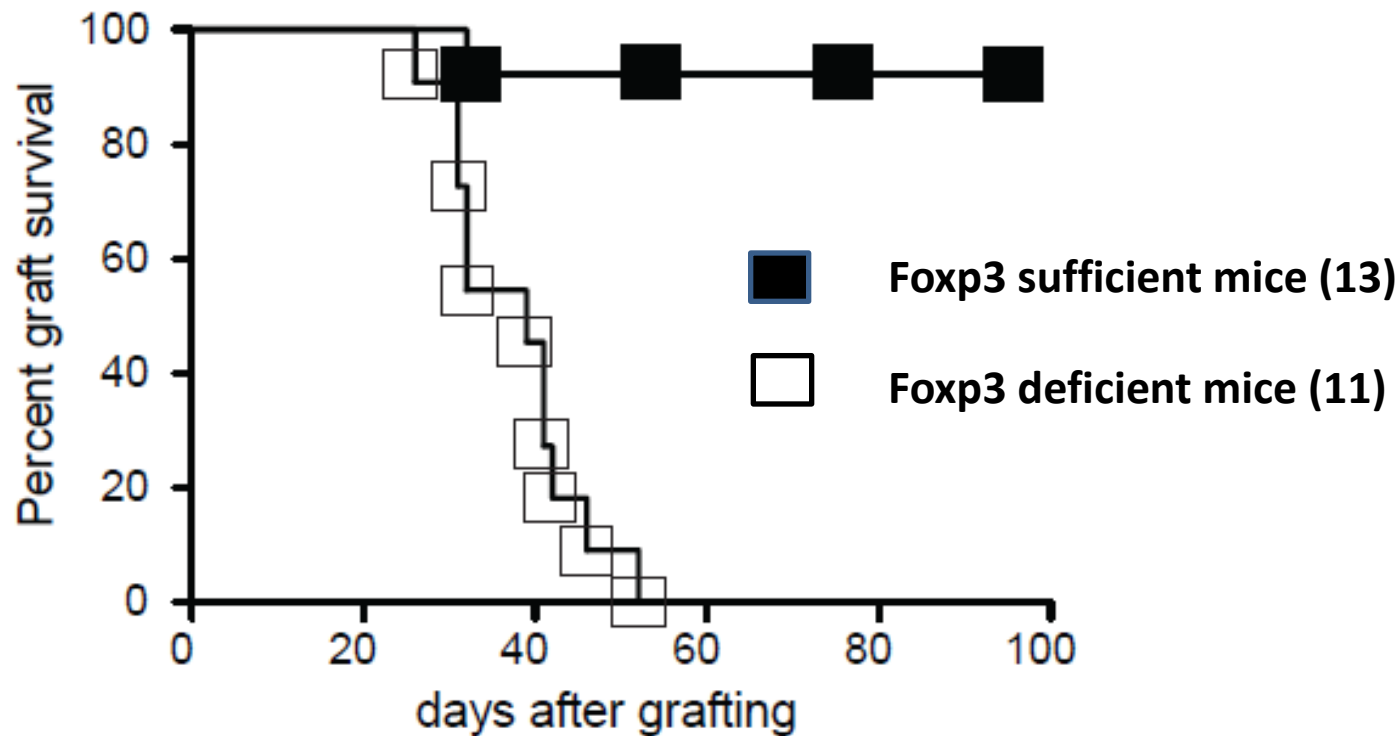 Percent graft survival
100
80
60
40
20
0
0 20 40 60 80 100
days after grafting
Foxp3 sufficient mice (13)
Foxp3 deficient mice (11)